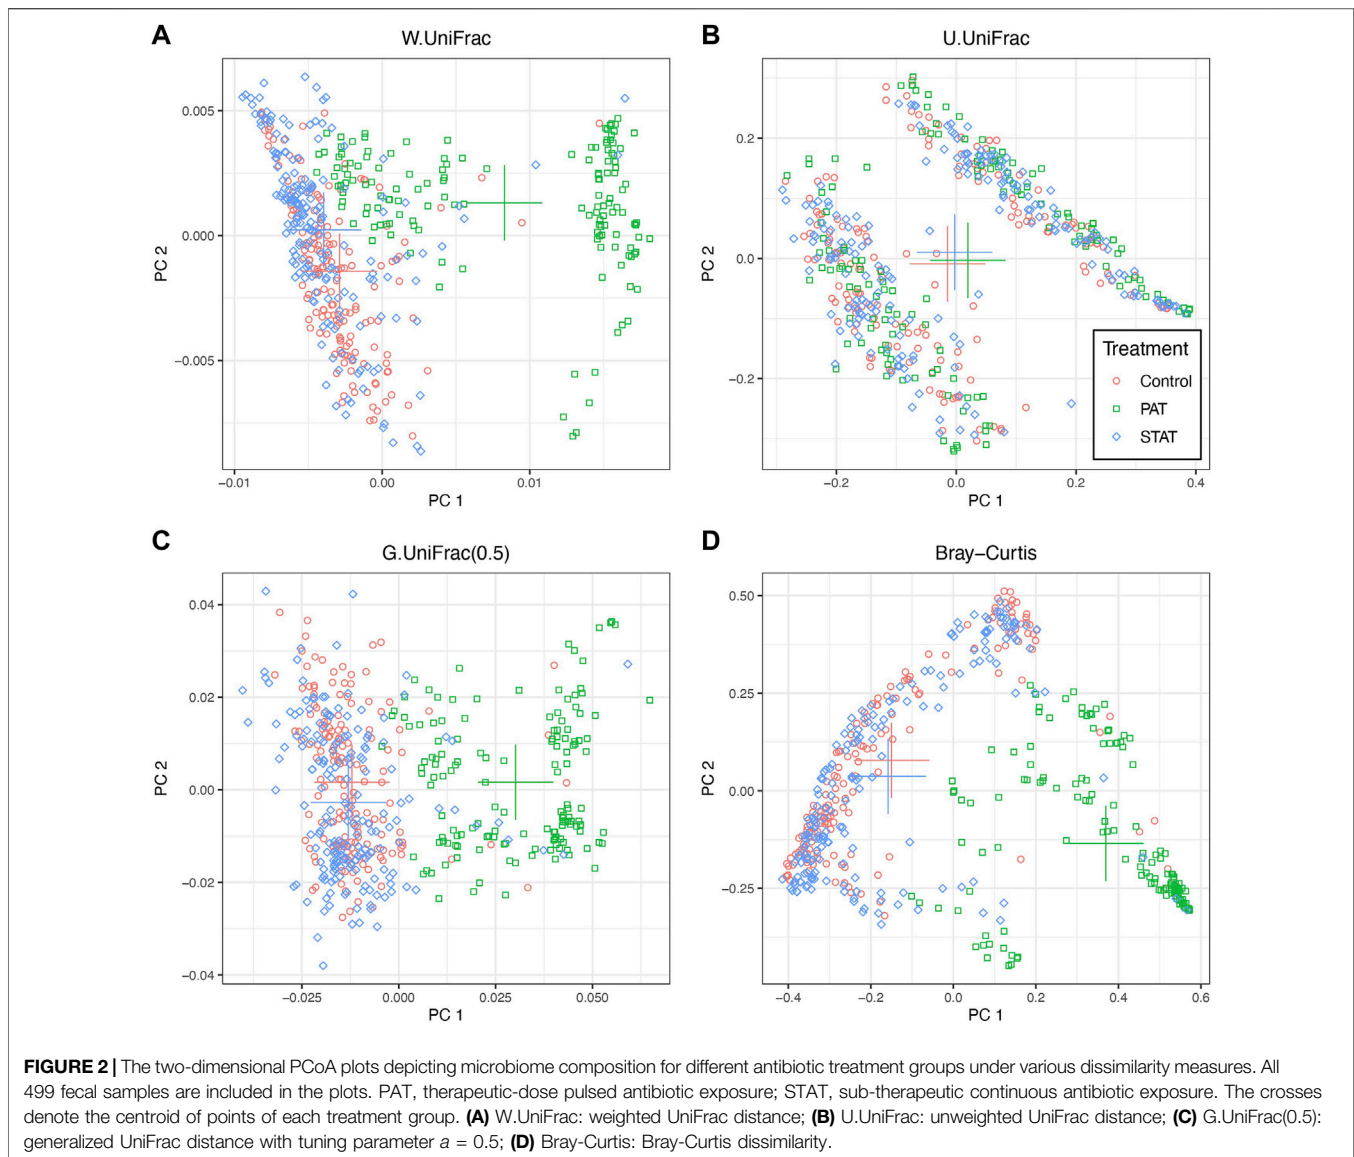 A
W.UniFrac
0.005
0.000
−0.005
PC 2
−0.01
0.00
0.01
PC 1
B
U.UniFrac
0.2
0.0
−0.2
PC 2
−0.2
0.0
0.2
0.4
PC 1
Treatment
Control
PAT
STAT
C
G.UniFrac(0.5)
0.04
0.02
0.00
−0.02
−0.04
PC 2
−0.025
0.000
0.025
0.050
PC 1
D
Bray−Curtis
0.50
0.25
0.00
−0.25
PC 2
−0.4
−0.2
0.0
0.2
0.4
0.6
PC 1
FIGURE 2 | The two-dimensional PCoA plots depicting microbiome composition for different antibiotic treatment groups under various dissimilarity measures. All
499 fecal samples are included in the plots. PAT, therapeutic-dose pulsed antibiotic exposure; STAT, sub-therapeutic continuous antibiotic exposure. The crosses
denote the centroid of points of each treatment group. (A) W.UniFrac: weighted UniFrac distance; (B) U.UniFrac: unweighted UniFrac distance; (C) G.UniFrac(0.5):
generalized UniFrac distance with tuning parameter a = 0.5; (D) Bray-Curtis: Bray-Curtis dissimilarity.